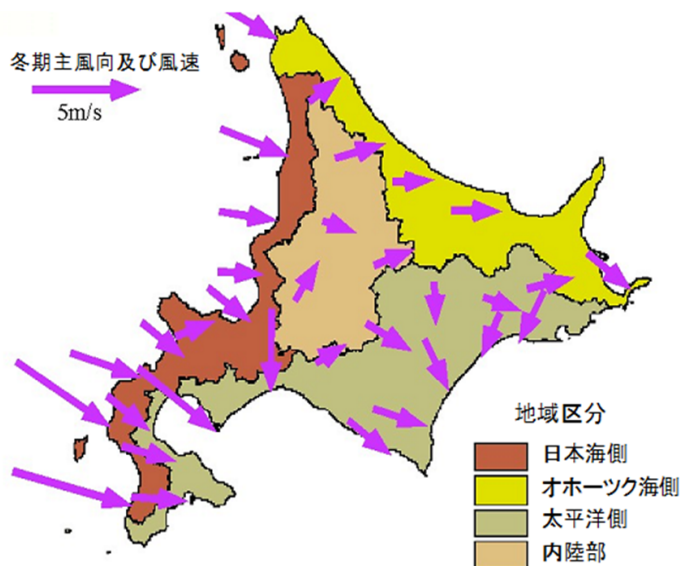 冬期主風向及び風速
5m/s
地域区分
日本海側
オホーツク海側
太平洋側
内陸部